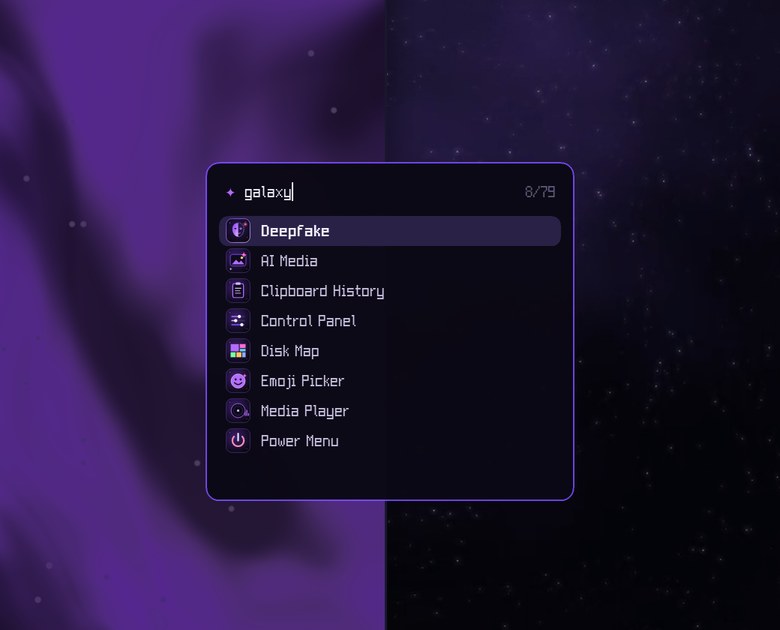 galaxy
8/79
Deepfake
AI Media
Clipboard History
Control Panel
Disk Map
Emoji Picker
Media Player
Power Menu